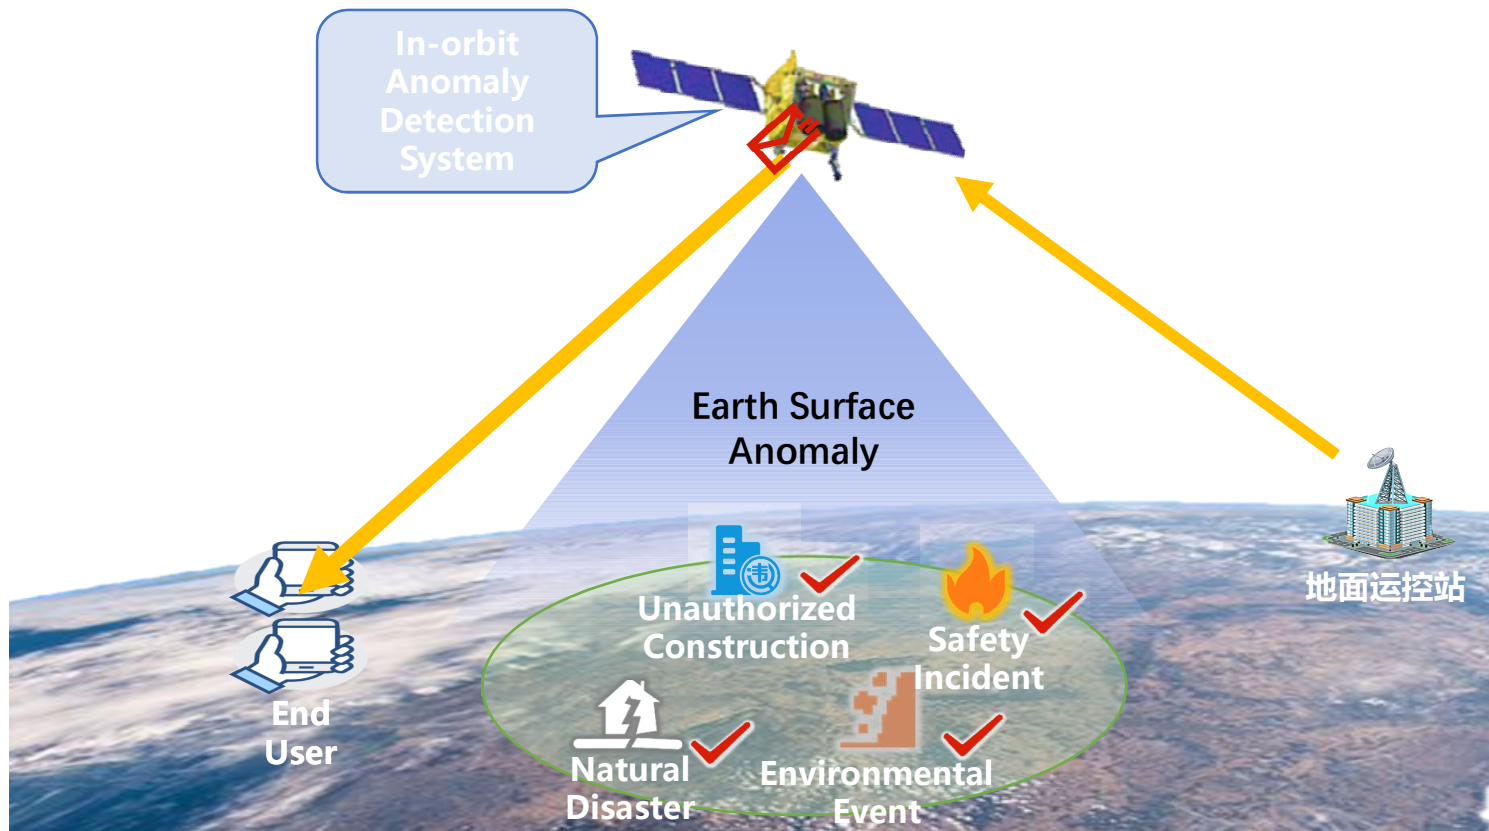 In-orbit
Anomaly
Detection
System
Earth Surface
Anomaly
违
Unauthorized
Construction
Safety
Incident
地面运控站
End
User
Natural
Disaster
Environmental
Event